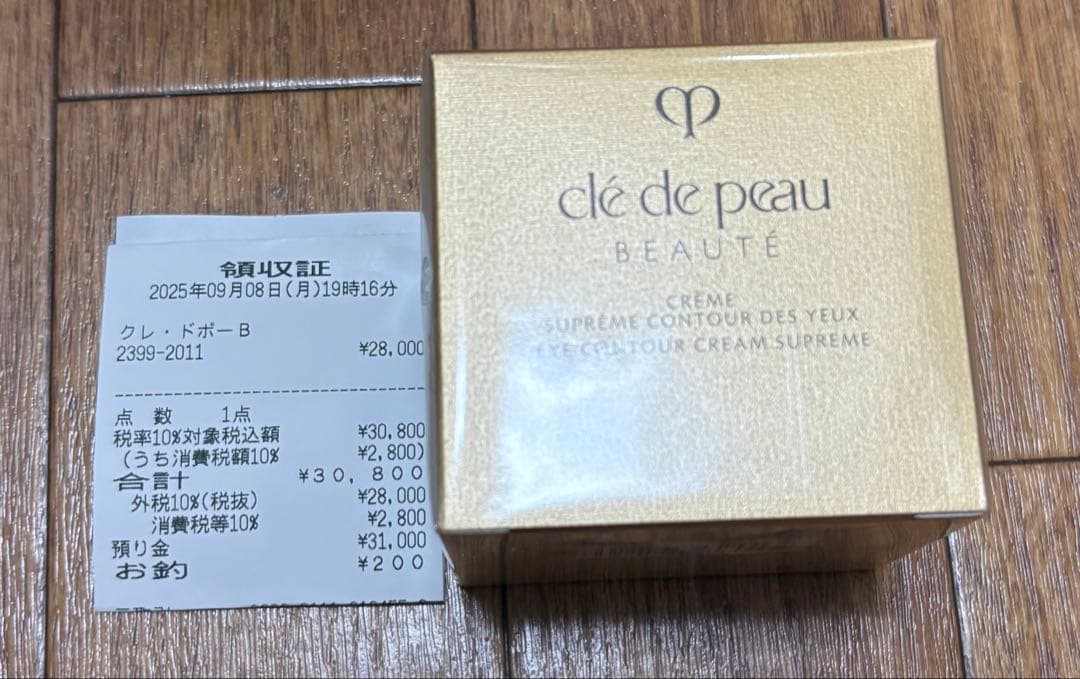 領収証
2025年09月08日(月)19時16分
クレ・ドポーB
2399-2011 ¥28,000
点 数 1点
税率10%対象税込額 ¥30,800
(うち消費税額10% ¥2,800)
合計 ¥30,800
外税10%(税抜) ¥28,000
消費税等10% ¥2,800
預り金 ¥31,000
お釣 ¥200
clé de peau
BEAUTÉ
CRÈME
SUPRÊME CONTOUR DES YEUX
EYE CONTOUR CREAM SUPREME